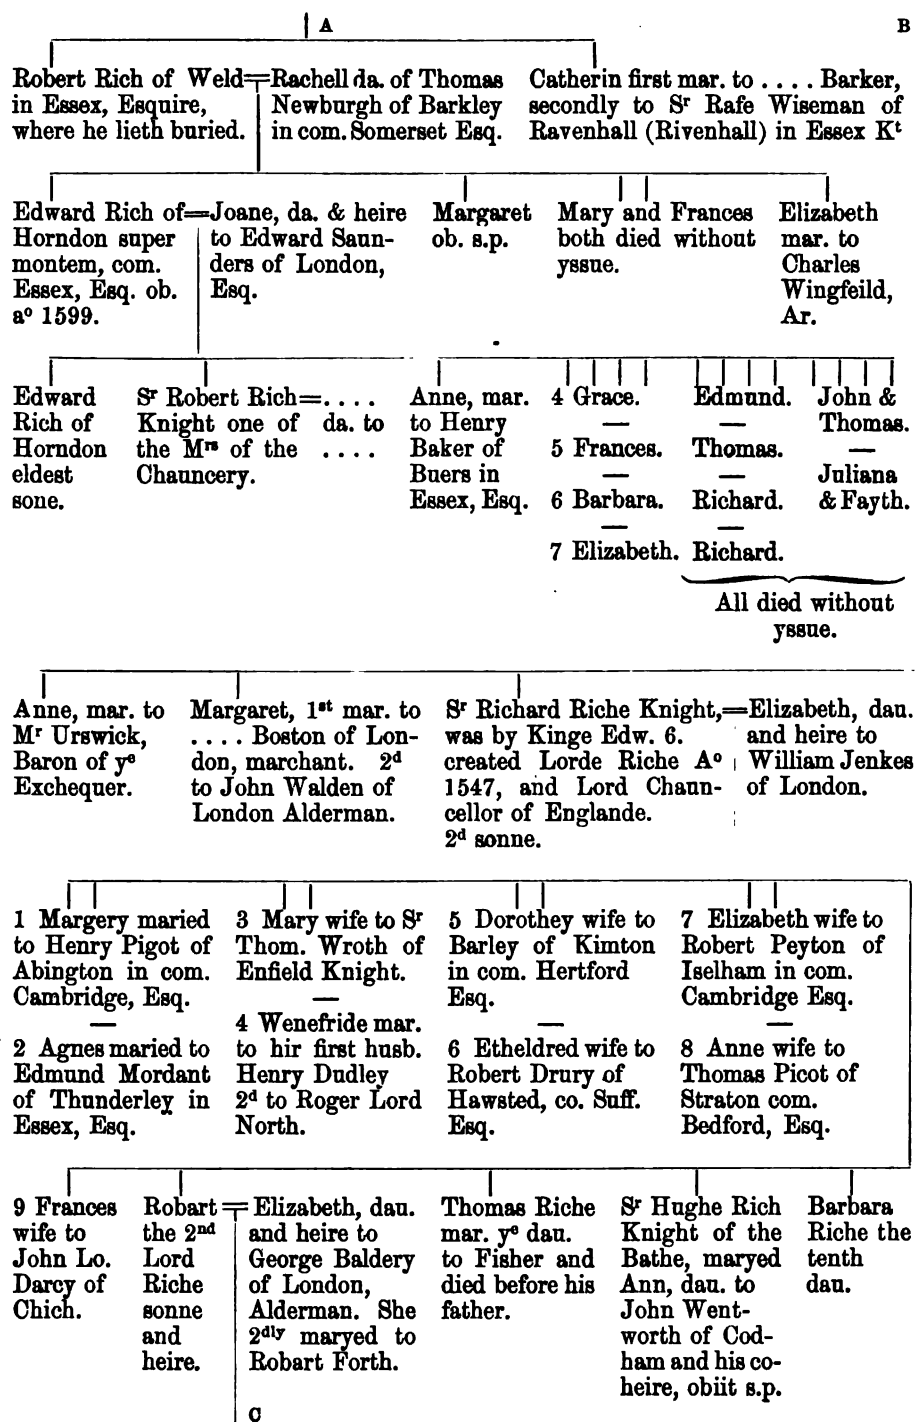 A
B
Robert Rich of Weld=Rachell da. of Thomas
in Essex, Esquire, Newburgh of Barkley
where he lieth buried. in com. Somerset Esq.
Catherin first mar. to . . . . Barker,
secondly to Sʳ Rafe Wiseman of
Ravenhall (Rivenhall) in Essex Kᵗ
Edward Rich of=Joane, da. & heire
Horndon super to Edward Saun-
montem, com. ders of London,
Essex, Esq. ob. Esq.
aº 1599.
Margaret
ob. s.p.
Mary and Frances
both died without
yssue.
Elizabeth
mar. to
Charles
Wingfeild,
Ar.
Edward
Rich of
Horndon
eldest
sone.
Sʳ Robert Rich=. . . .
Knight one of da. to
the Mʳˢ of the . . . .
Chauncery.
Anne, mar.
to Henry
Baker of
Buers in
Essex, Esq.
4 Grace.
—
5 Frances.
—
6 Barbara.
—
7 Elizabeth.
Edmund.
—
Thomas.
—
Richard.
—
Richard.
John &
Thomas.
—
Juliana
& Fayth.
All died without
yssue.
Anne, mar. to
Mʳ Urswick,
Baron of yᵉ
Exchequer.
Margaret, 1ˢᵗ mar. to
. . . . Boston of Lon-
don, marchant. 2ᵈ
to John Walden of
London Alderman.
Sʳ Richard Riche Knight,=Elizabeth, dau.
was by Kinge Edw. 6. and heire to
created Lorde Riche Aº William Jenkes
1547, and Lord Chaun- of London.
cellor of Englande.
2ᵈ sonne.
1 Margery maried
to Henry Pigot of
Abington in com.
Cambridge, Esq.
—
2 Agnes maried to
Edmund Mordant
of Thunderley in
Essex, Esq.
3 Mary wife to Sʳ
Thom. Wroth of
Enfield Knight.
—
4 Wenefride mar.
to hir first husb.
Henry Dudley
2ᵈ to Roger Lord
North.
5 Dorothey wife to
Barley of Kimton
in com. Hertford
Esq.
—
6 Etheldred wife to
Robert Drury of
Hawsted, co. Suff.
Esq.
7 Elizabeth wife to
Robert Peyton of
Iselham in com.
Cambridge Esq.
—
8 Anne wife to
Thomas Picot of
Straton com.
Bedford, Esq.
9 Frances
wife to
John Lo.
Darcy of
Chich.
Robart = Elizabeth, dau.
the 2ⁿᵈ and heire to
Lord George Baldery
Riche of London,
sonne Alderman. She
and 2ᵈˡʸ maryed to
heire. Robart Forth.
Thomas Riche
mar. yᵉ dau.
to Fisher and
died before his
father.
Sʳ Hughe Rich
Knight of the
Bathe, maryed
Ann, dau. to
John Went-
worth of Cod-
ham and his co-
heire, obiit s.p.
Barbara
Riche the
tenth
dau.
C